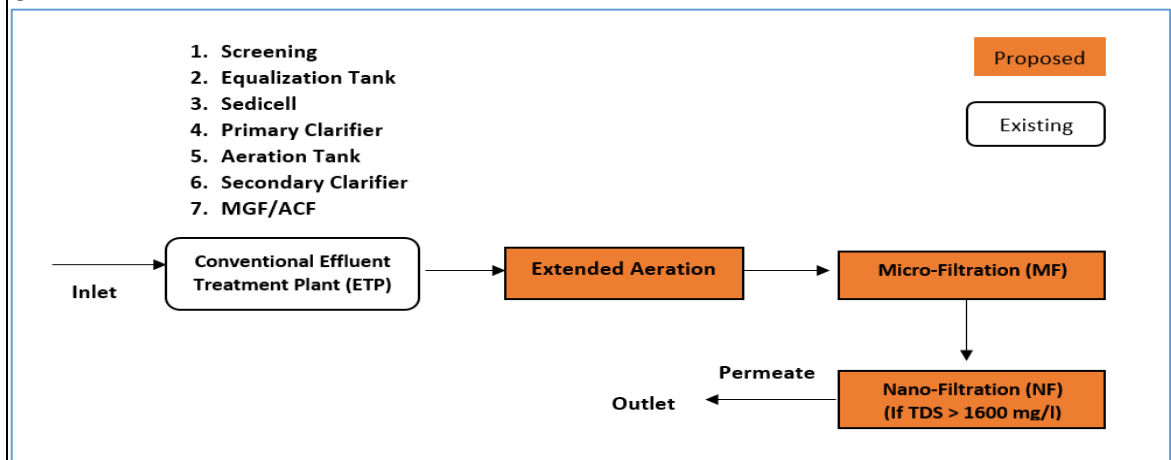 1. Screening
2. Equalization Tank
3. Sedicell
4. Primary Clarifier
5. Aeration Tank
6. Secondary Clarifier
7. MGF/ACF
Proposed
Existing
Inlet
Conventional Effluent
Treatment Plant (ETP)
Extended Aeration
Micro-Filtration (MF)
Nano-Filtration (NF)
(If TDS > 1600 mg/l)
Permeate
Outlet